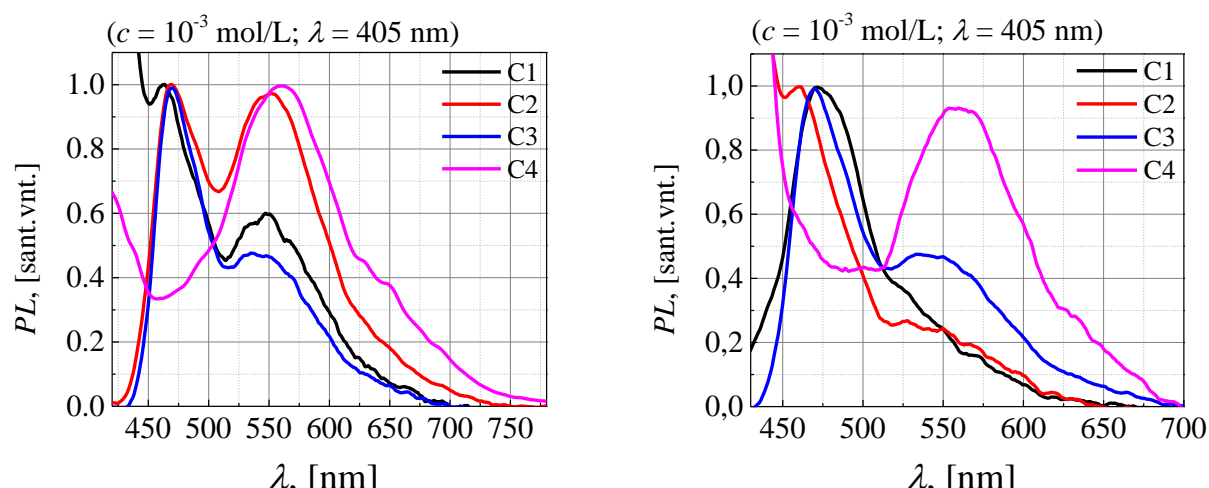 (c = 10⁻³ mol/L; λ = 405 nm)
PL, [sant.vnt.]
1.0
0.8
0.6
0.4
0.2
0.0
C1
C2
C3
C4
450 500 550 600 650 700 750
λ, [nm]
(c = 10⁻³ mol/L; λ = 405 nm)
PL, [sant.vnt.]
1,0
0,8
0,6
0,4
0,2
0,0
C1
C2
C3
C4
450 500 550 600 650 700
λ, [nm]